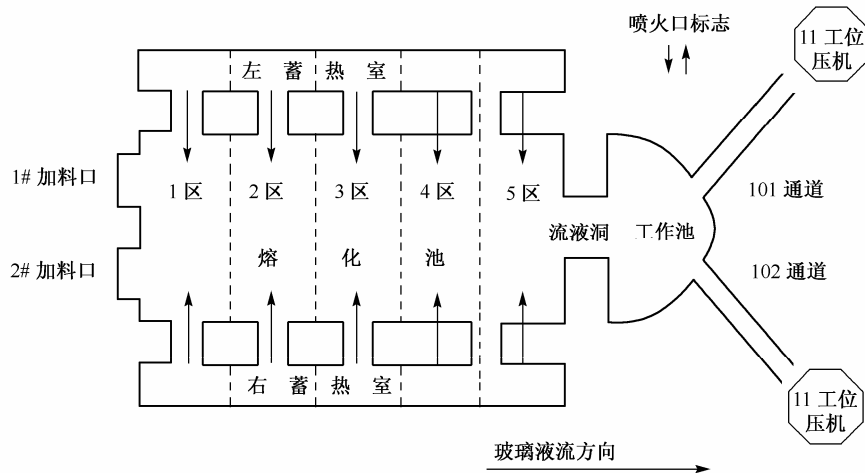 喷火口标志
11 工位
压机
左 蓄 热 室
1# 加料口
1 区
2 区
3 区
4 区
5 区
101 通道
流液洞
工作池
2# 加料口
熔 化 池
102 通道
右 蓄 热 室
11 工位
压机
玻璃液流方向